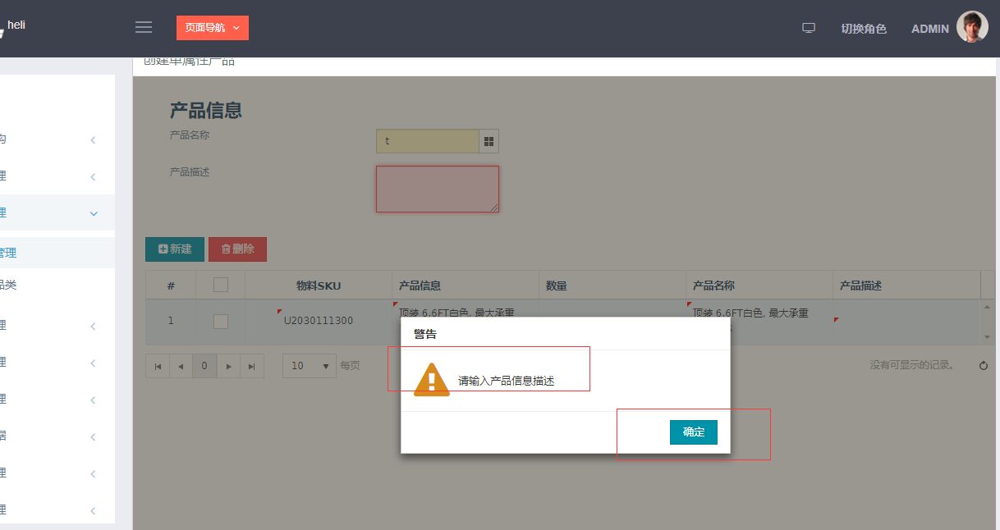 heli
页面导航
切换角色
ADMIN
创建单属性产品
产品信息
产品名称
t
产品描述
新建
删除
# 物料SKU 产品信息 数量 产品名称 产品描述
1 U2030111300 顶装 6.6FT白色, 最大承重 顶装 6.6FT白色, 最大承重
0
10
每页
没有可显示的记录。
警告
请输入产品信息描述
确定
构
理
理
管理
品类
理
理
理
据
理
理